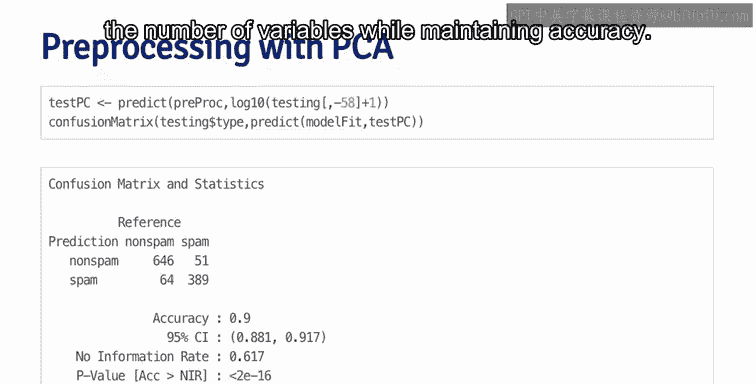 the number of variables while maintaining accuracy.
Preprocessing with PCA
testPC <- predict(preProc,log10(testing[,-58]+1))
confusionMatrix(testing$type,predict(modelFit,testPC))
Confusion Matrix and Statistics
Reference
Prediction nonspam spam
nonspam 646 51
spam 64 389
Accuracy : 0.9
95% CI : (0.881, 0.917)
No Information Rate : 0.617
P-Value [Acc > NIR] : <2e-16